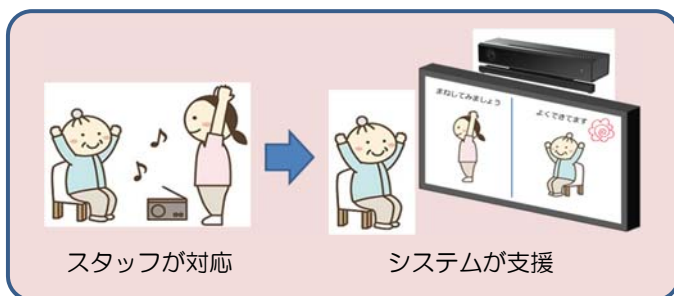 まねしてみましょう
よくできてます
スタッフが対応
システムが支援